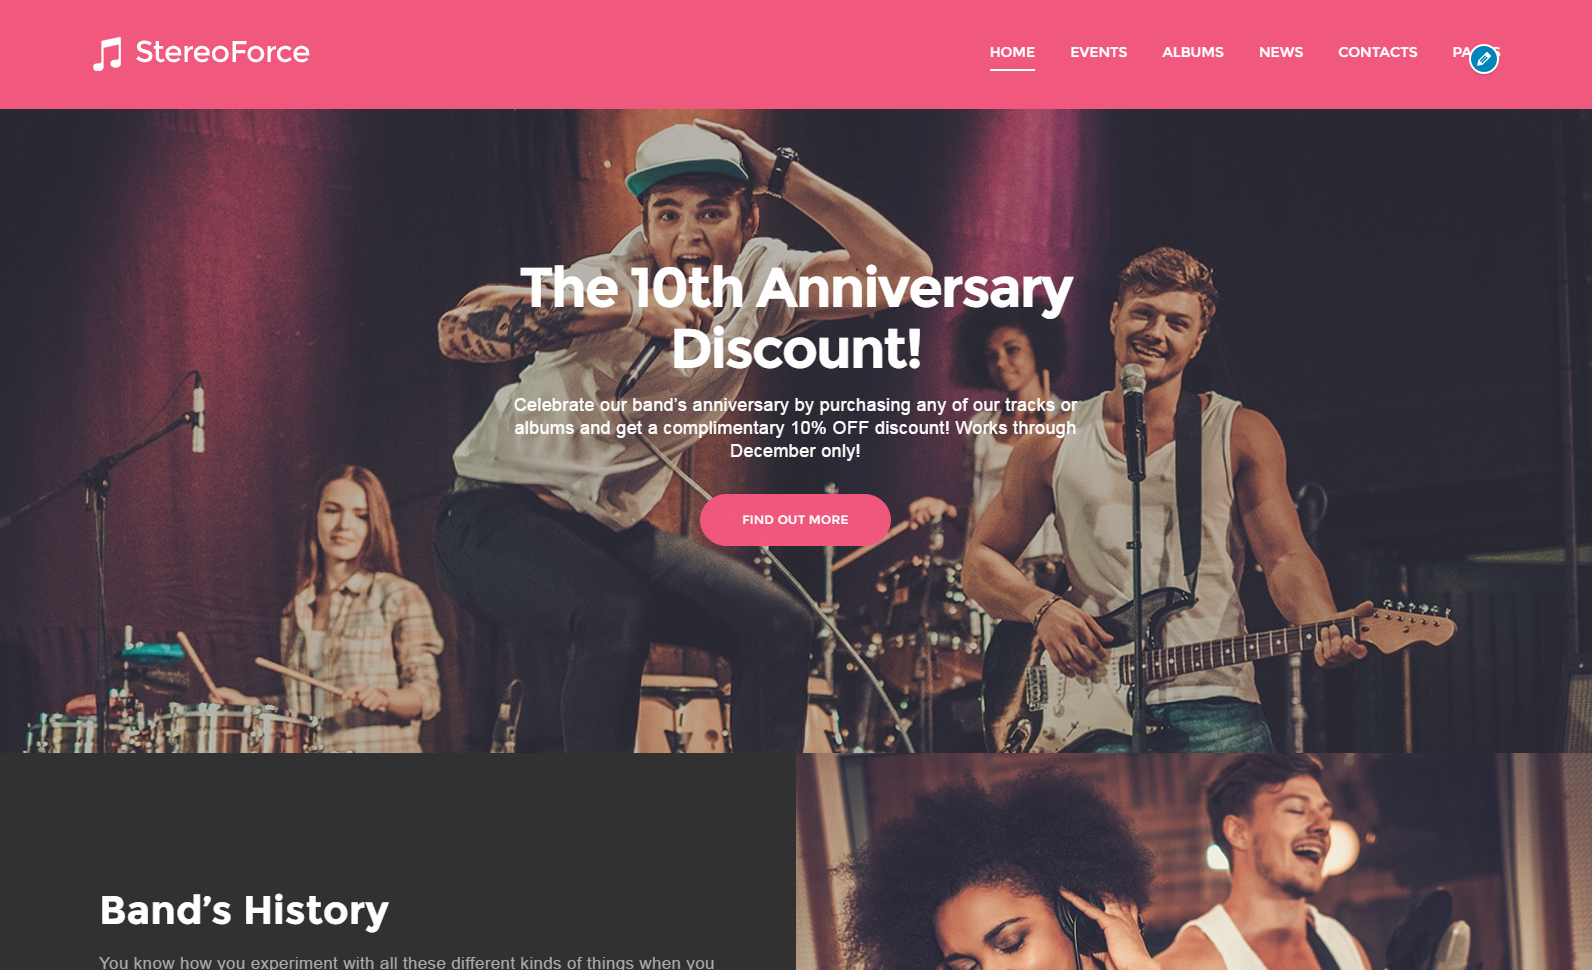 StereoForce
HOME EVENTS ALBUMS NEWS CONTACTS
The 10th Anniversary
Discount!
Celebrate our band’s anniversary by purchasing any of our tracks or
albums and get a complimentary 10% OFF discount! Works through
December only!
FIND OUT MORE
Band’s History
You know how you experiment with all these different kinds of things when you